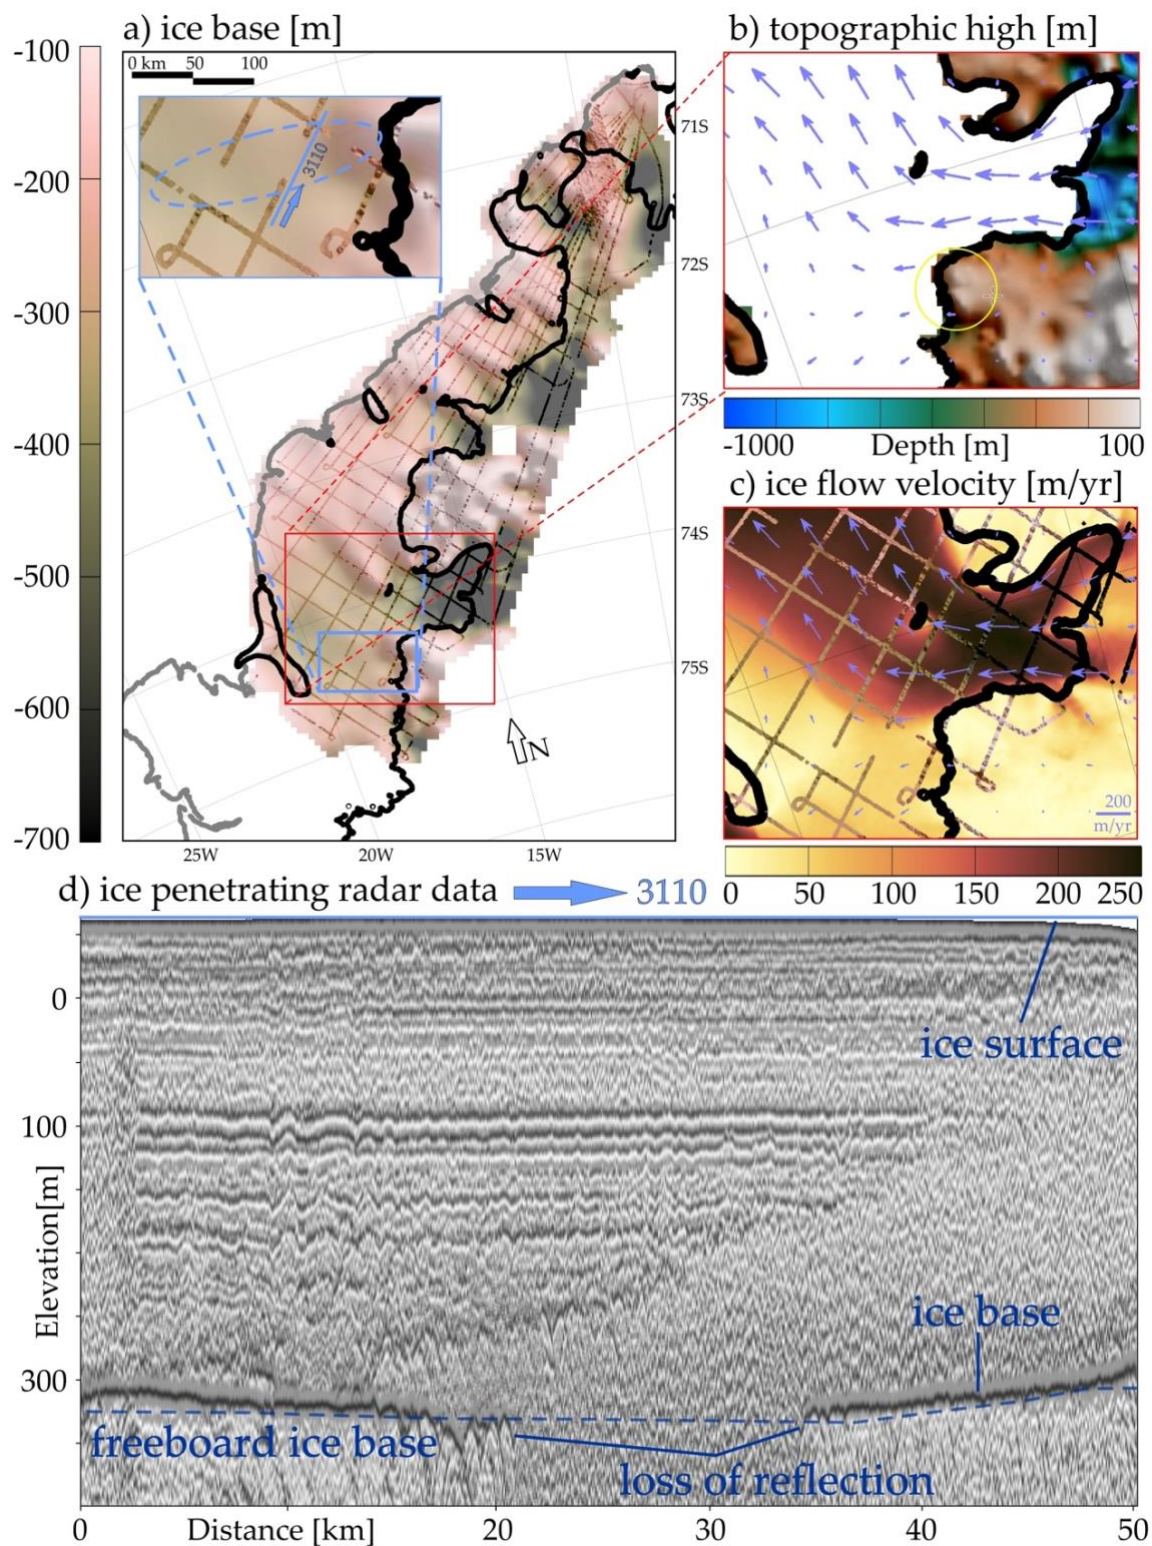 a) ice base [m]
-100
-200
-300
-400
-500
-600
-700
0 km 50 100
3110
71S
72S
73S
74S
75S
N
25W 20W 15W
b) topographic high [m]
-1000 Depth [m] 100
c) ice flow velocity [m/yr]
200
m/yr
0 50 100 150 200 250
d) ice penetrating radar data 3110
0
100
300
Elevation[m]
ice surface
ice base
freeboard ice base
loss of reflection
0 Distance [km] 20 30 40 50